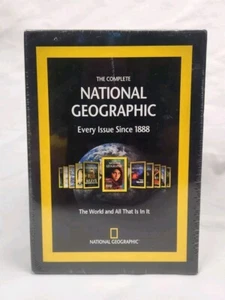 THE COMPLETE
NATIONAL
GEOGRAPHIC
Every Issue Since 1888
The World and All That Is In It
NATIONAL GEOGRAPHIC